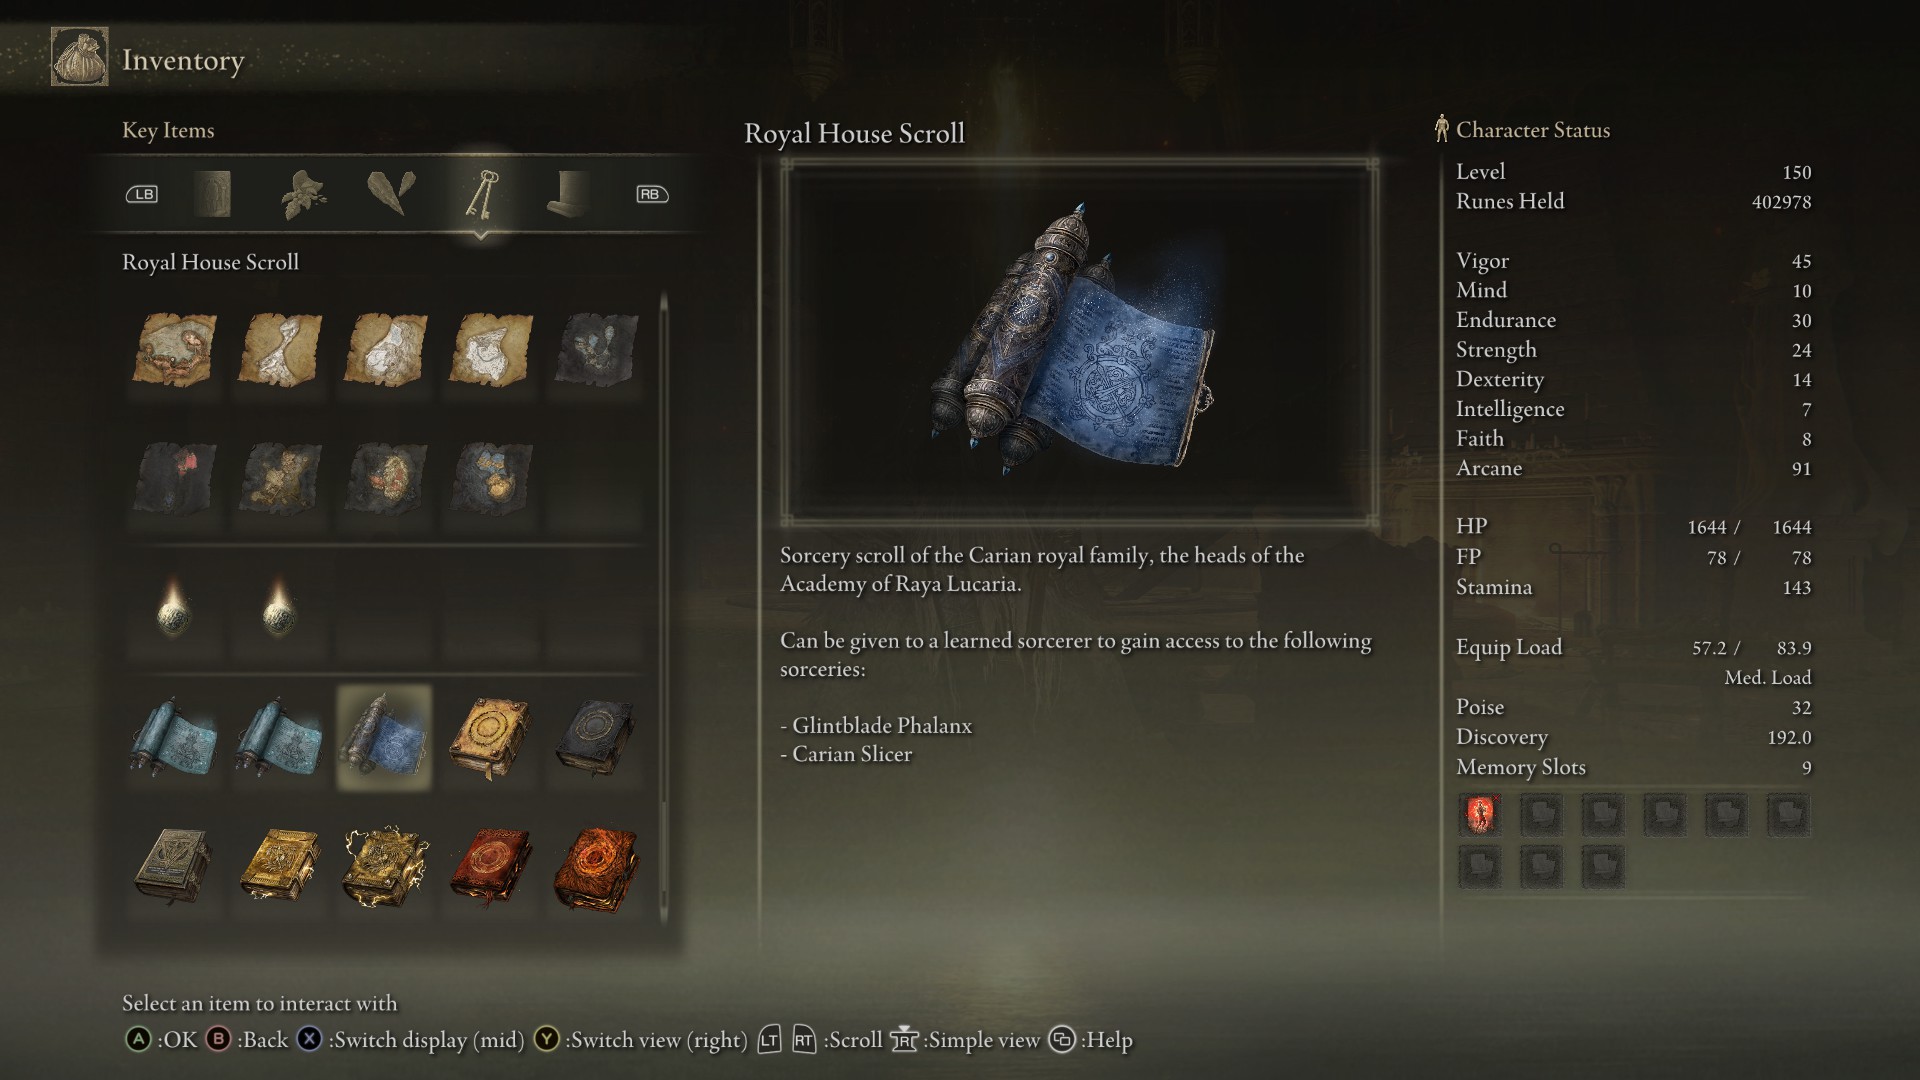 Inventory
Key Items
LB
RB
Royal House Scroll
Royal House Scroll
Sorcery scroll of the Carian royal family, the heads of the
Academy of Raya Lucaria.
Can be given to a learned sorcerer to gain access to the following
sorceries:
- Glintblade Phalanx
- Carian Slicer
Character Status
Level 150
Runes Held 402978
Vigor 45
Mind 10
Endurance 30
Strength 24
Dexterity 14
Intelligence 7
Faith 8
Arcane 91
HP 1644 / 1644
FP 78 / 78
Stamina 143
Equip Load 57.2 / 83.9
Med. Load
Poise 32
Discovery 192.0
Memory Slots 9
Select an item to interact with
A :OK B :Back X :Switch display (mid) Y :Switch view (right) LT RT :Scroll R :Simple view :Help